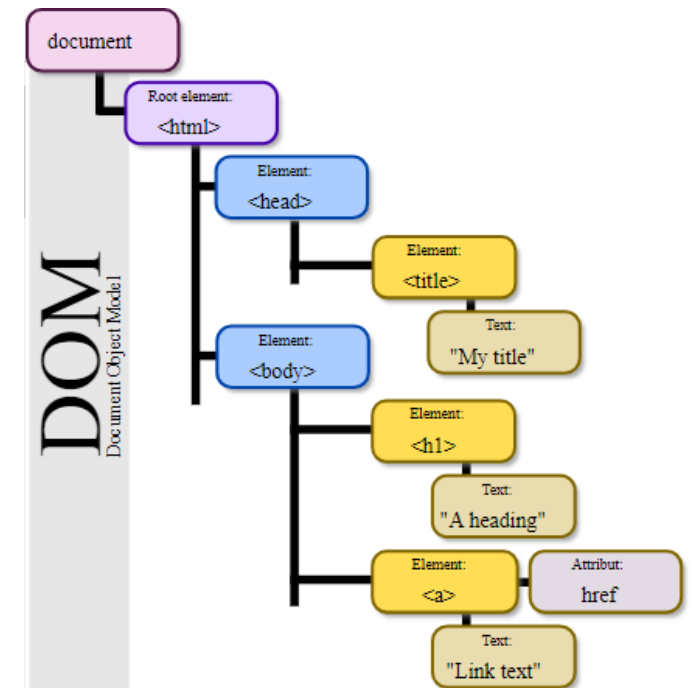 document
Root element:
<html>
Element:
<head>
Element:
<title>
Text:
"My title"
Element:
<body>
Element:
<h1>
Text:
"A heading"
Element:
<a>
Attribut:
href
Text:
"Link text"
DOM
Document Object Model